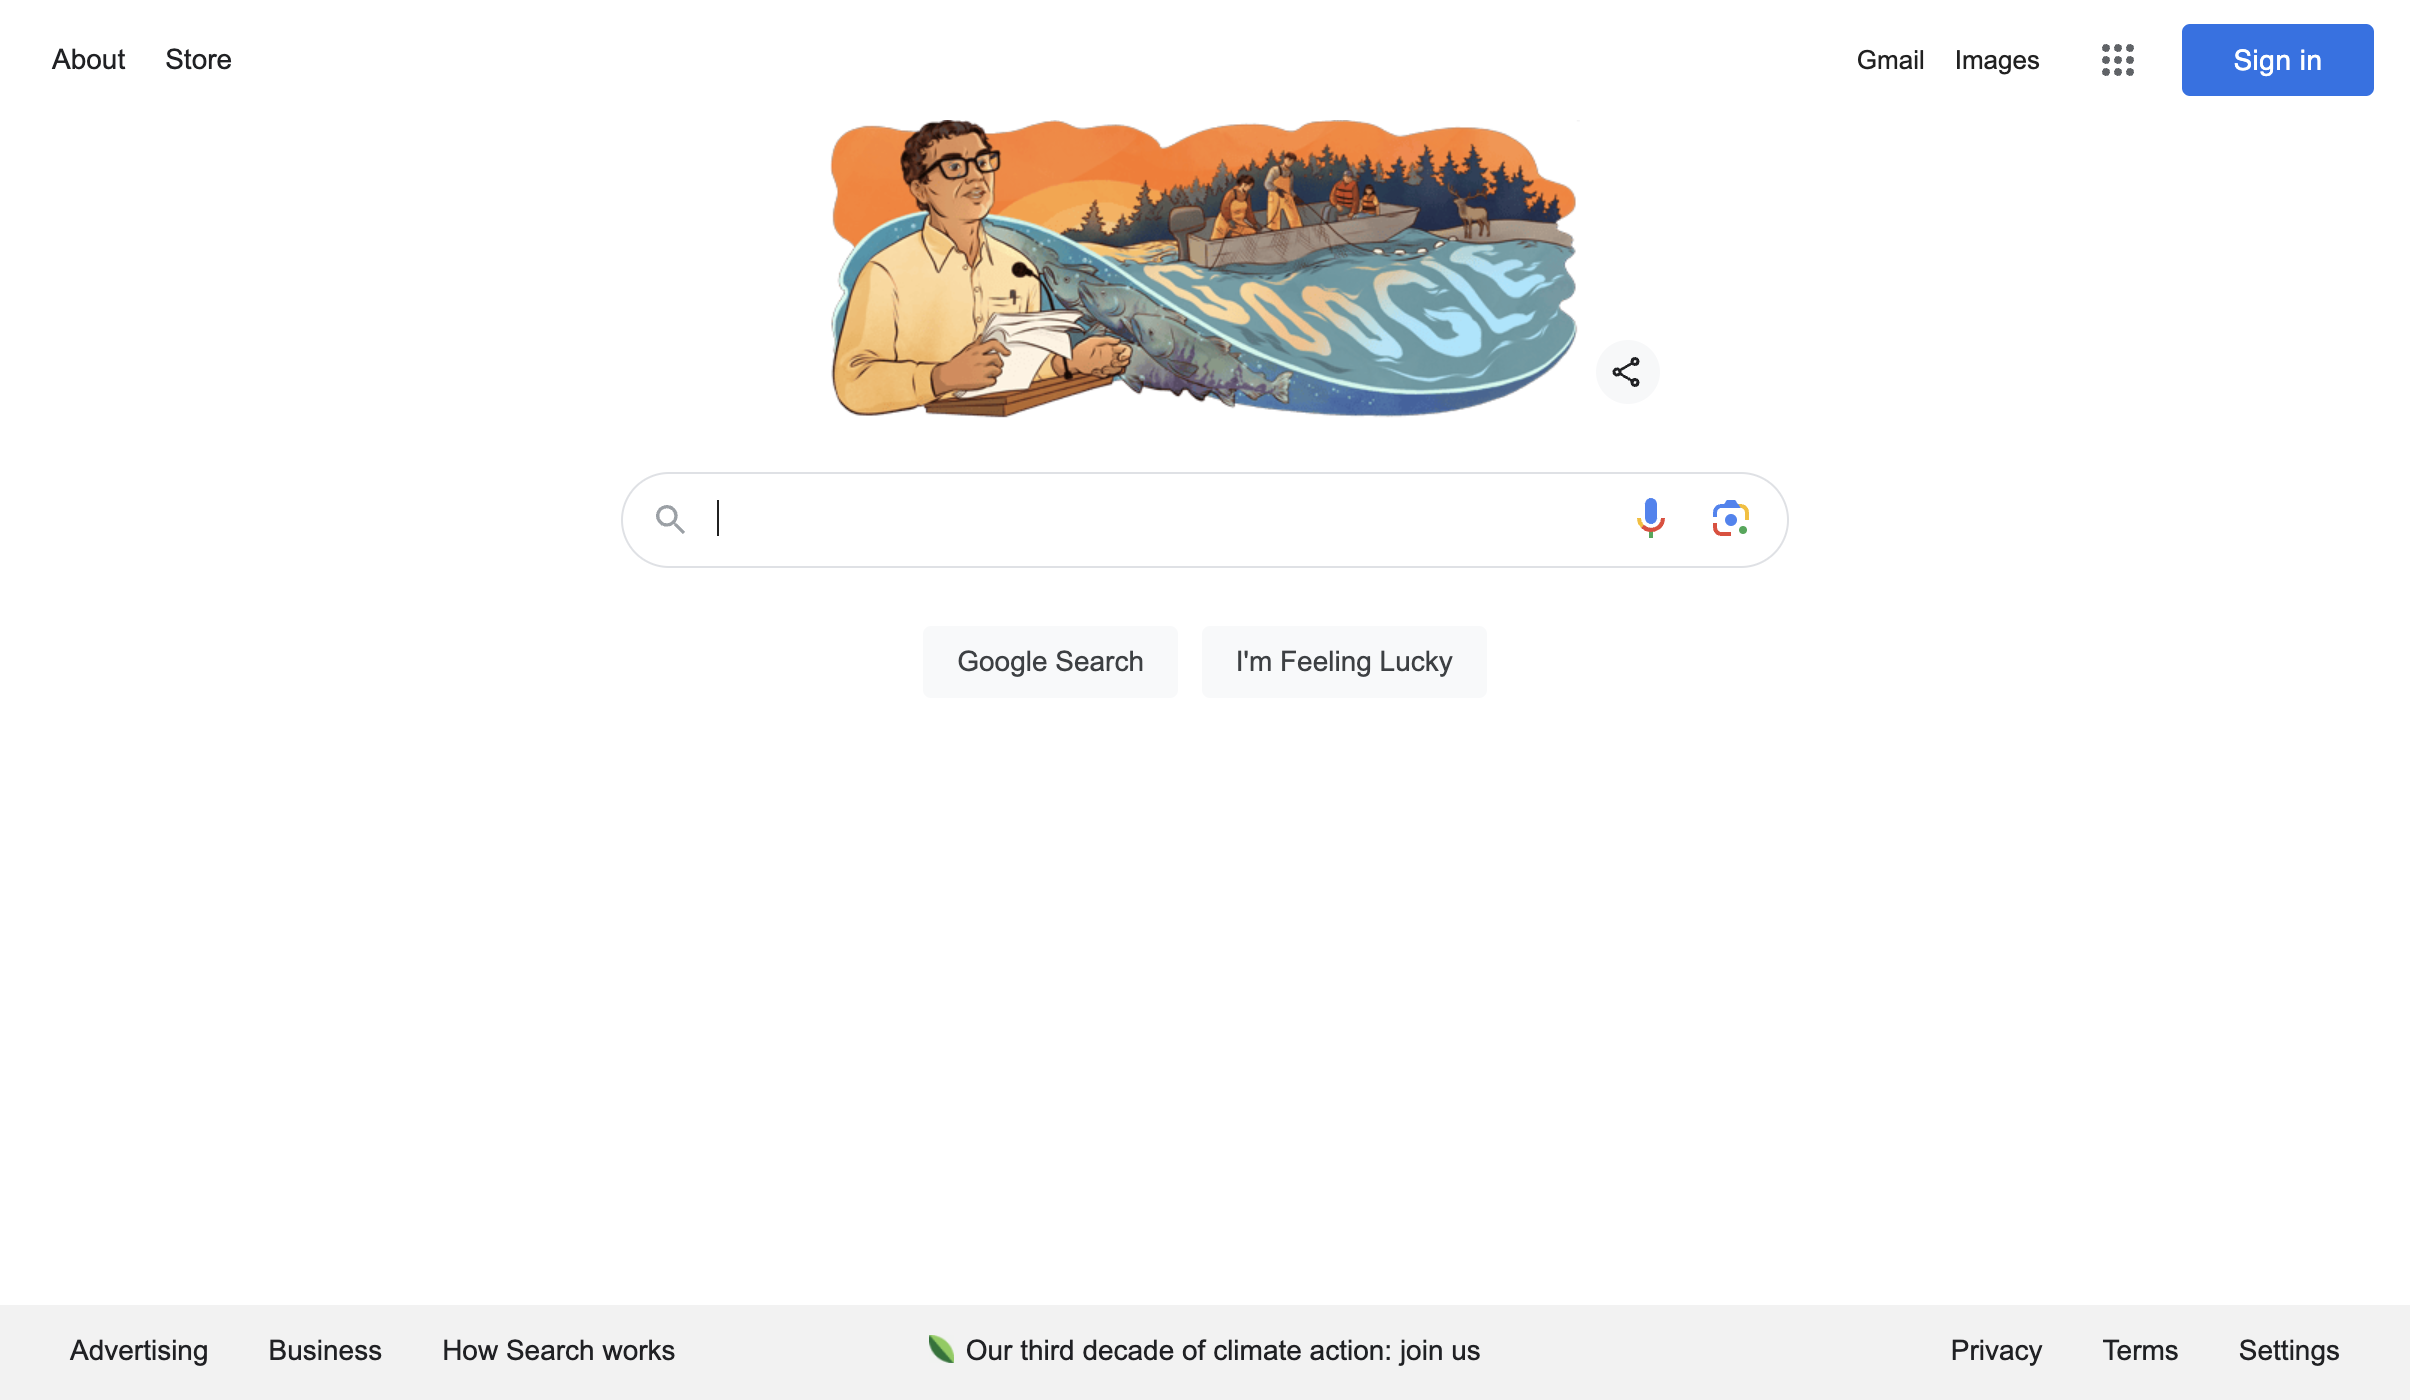 About Store
Gmail Images Sign in
GOOGLE
Google Search I'm Feeling Lucky
Advertising Business How Search works
Our third decade of climate action: join us
Privacy Terms Settings